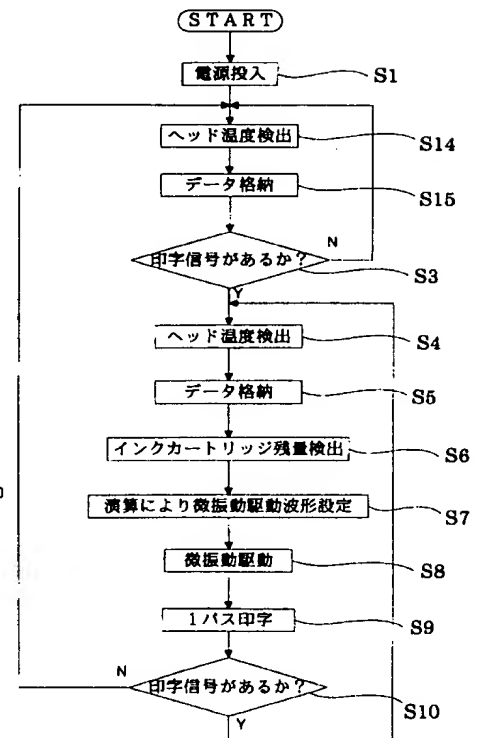 START
電源投入 S1
ヘッド温度検出 S14
データ格納 S15
印字信号があるか? N S3
Y
ヘッド温度検出 S4
データ格納 S5
インクカートリッジ残量検出 S6
演算により微振動駆動波形設定 S7
微振動駆動 S8
1パス印字 S9
N 印字信号があるか? S10
Y